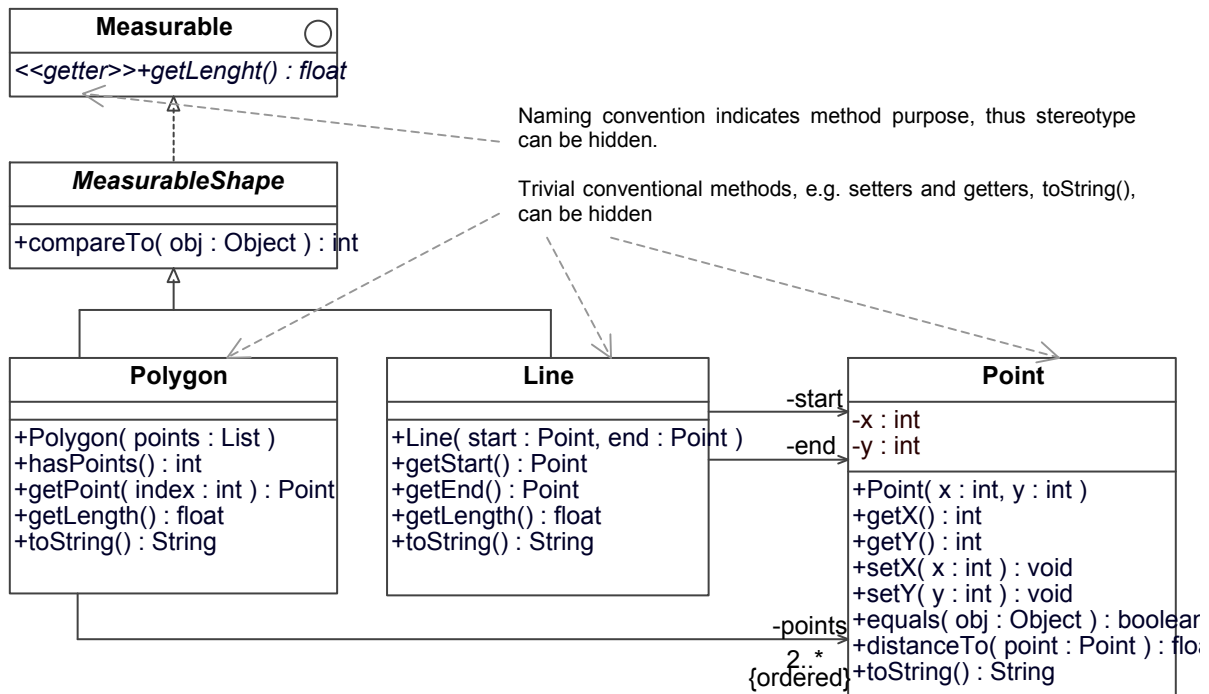 Measurable
<<getter>>+getLenght() : float
Naming convention indicates method purpose, thus stereotype
can be hidden.
MeasurableShape
+compareTo( obj : Object ) : int
Trivial conventional methods, e.g. setters and getters, toString(),
can be hidden
Polygon
+Polygon( points : List )
+hasPoints() : int
+getPoint( index : int ) : Point
+getLength() : float
+toString() : String
Line
+Line( start : Point, end : Point )
+getStart() : Point
+getEnd() : Point
+getLength() : float
+toString() : String
-start
-end
Point
-x : int
-y : int
+Point( x : int, y : int )
+getX() : int
+getY() : int
+setX( x : int ) : void
+setY( y : int ) : void
+equals( obj : Object ) : boolean
+distanceTo( point : Point ) : floa
+toString() : String
-points
2..*
{ordered}